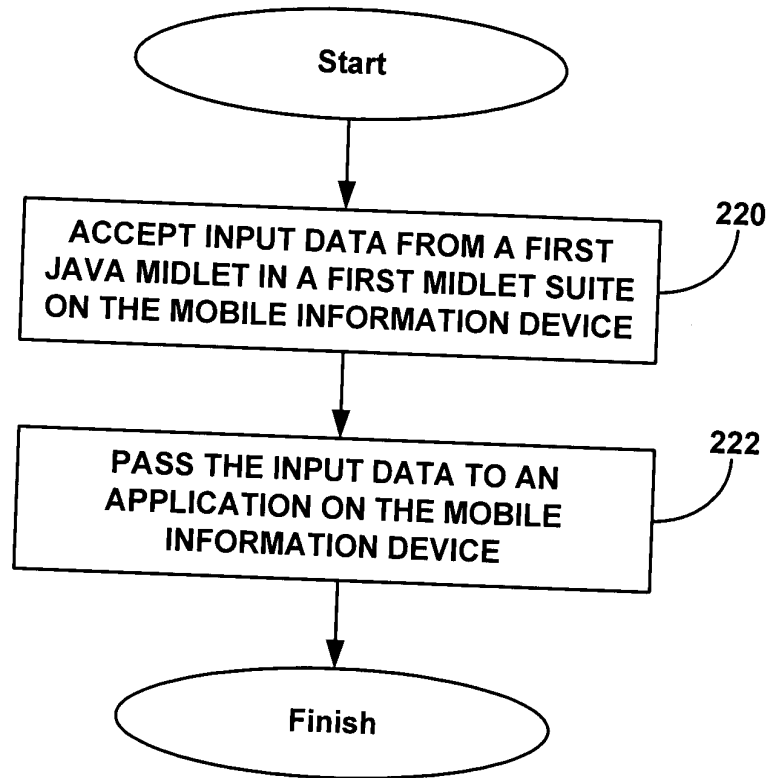 Start
220
ACCEPT INPUT DATA FROM A FIRST
JAVA MIDLET IN A FIRST MIDLET SUITE
ON THE MOBILE INFORMATION DEVICE
222
PASS THE INPUT DATA TO AN
APPLICATION ON THE MOBILE
INFORMATION DEVICE
Finish